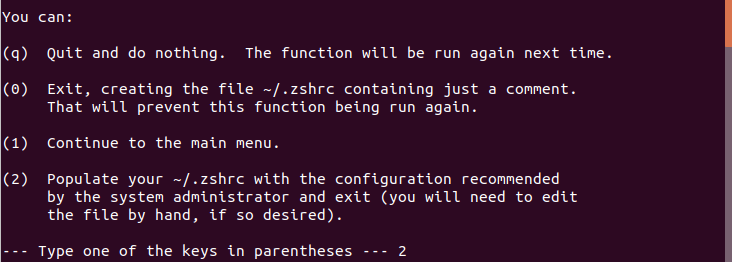 You can:
(q)  Quit and do nothing.  The function will be run again next time.
(0)  Exit, creating the file ~/.zshrc containing just a comment.
     That will prevent this function being run again.
(1)  Continue to the main menu.
(2)  Populate your ~/.zshrc with the configuration recommended
     by the system administrator and exit (you will need to edit
     the file by hand, if so desired).
--- Type one of the keys in parentheses --- 2